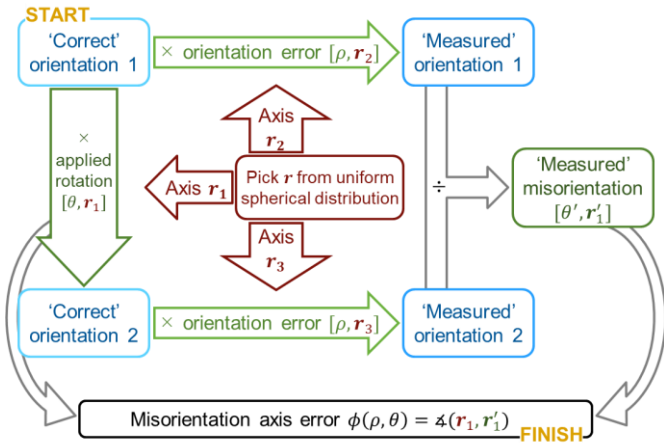 START
‘Correct’
orientation 1
× orientation error [ρ, r₂]
‘Measured’
orientation 1
×
applied
rotation
[θ, r₁]
Axis
r₂
Axis r₁
Pick r from uniform
spherical distribution
Axis
r₃
÷
‘Measured’
misorientation
[θ′, r₁′]
‘Correct’
orientation 2
× orientation error [ρ, r₃]
‘Measured’
orientation 2
Misorientation axis error ϕ(ρ, θ) = ∡(r₁, r₁′)
FINISH